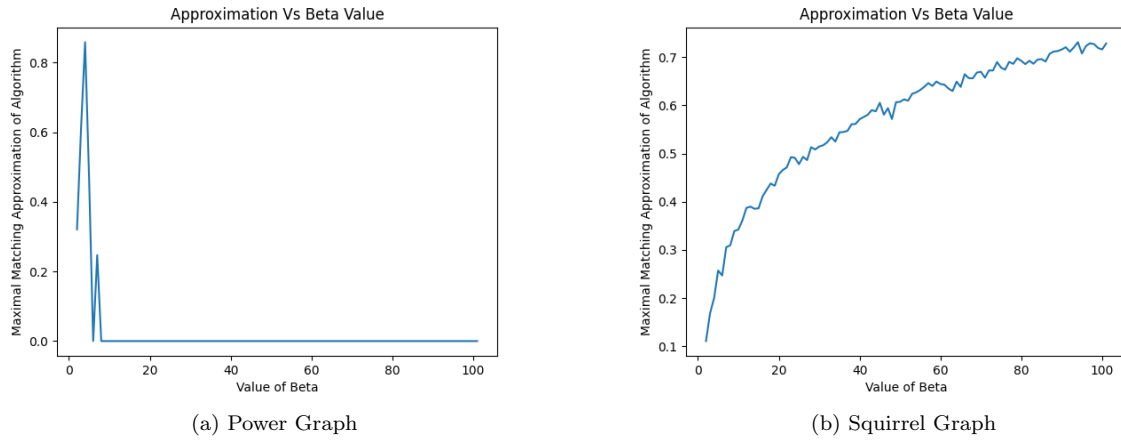 Approximation Vs Beta Value
Maximal Matching Approximation of Algorithm
0.8
0.6
0.4
0.2
0.0
0 20 40 60 80 100
Value of Beta
(a) Power Graph
Approximation Vs Beta Value
Maximal Matching Approximation of Algorithm
0.7
0.6
0.5
0.4
0.3
0.2
0.1
0 20 40 60 80 100
Value of Beta
(b) Squirrel Graph